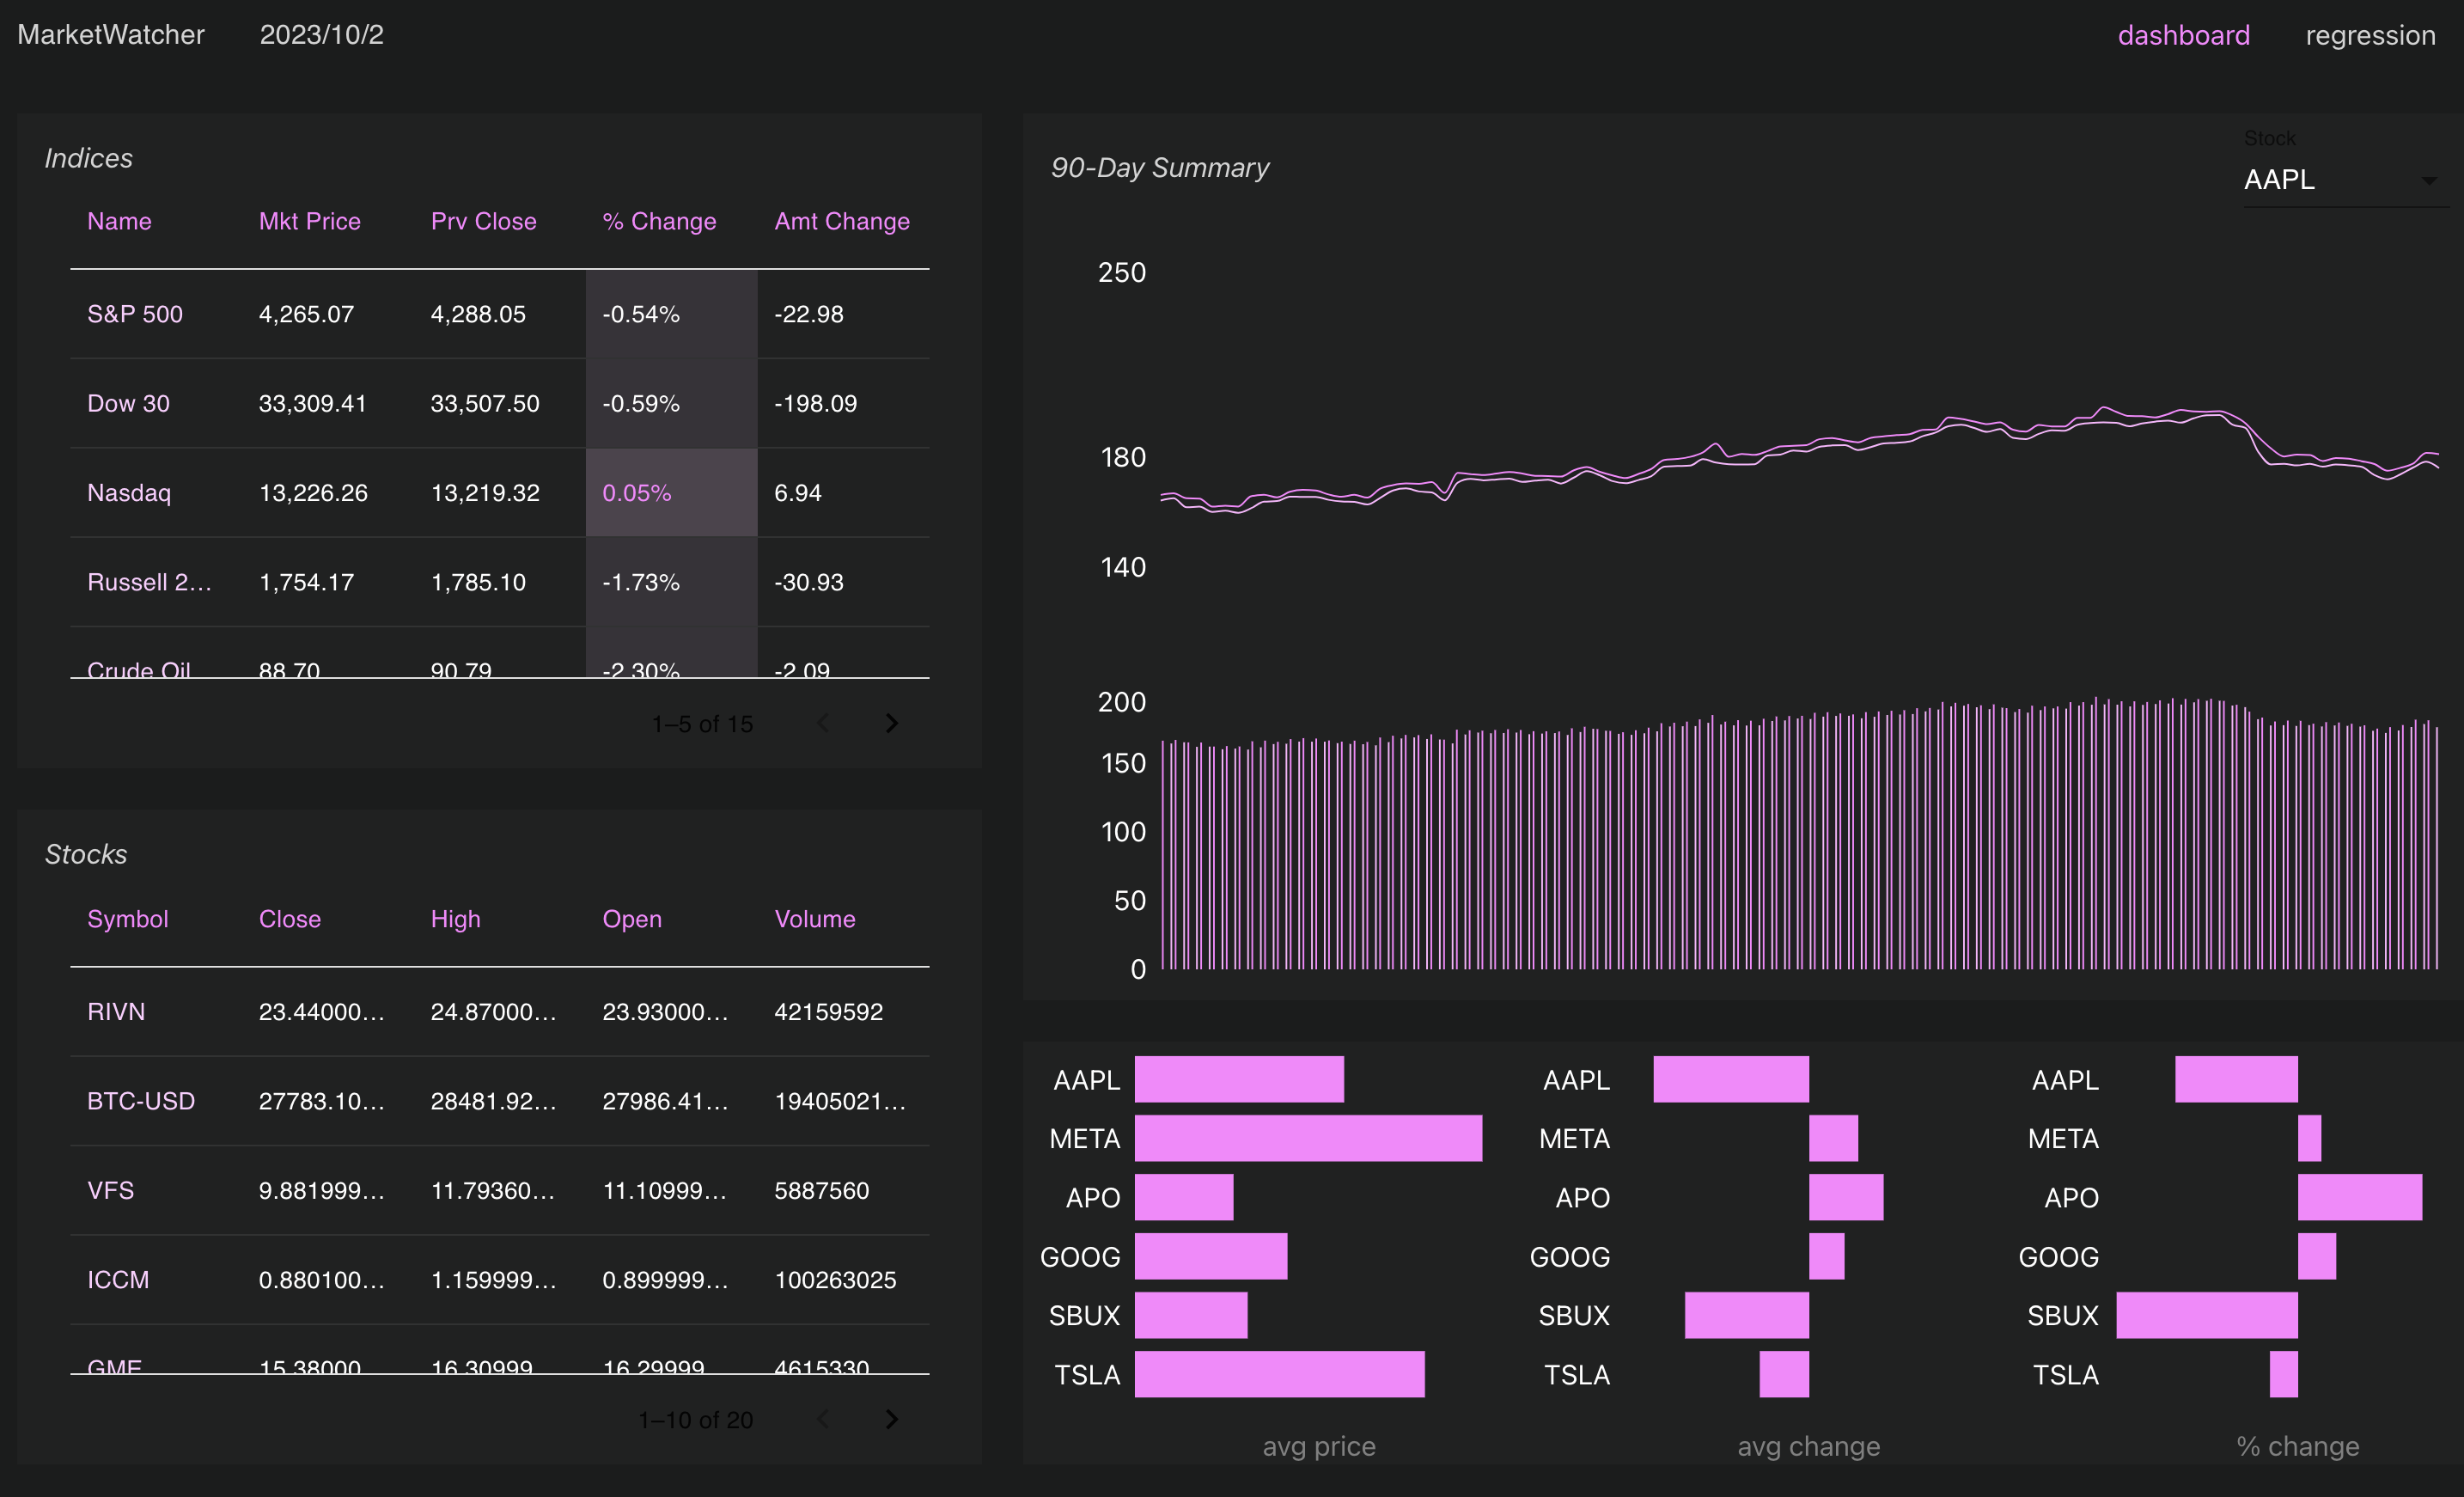 MarketWatcher 2023/10/2 dashboard regression
Indices
Name Mkt Price Prv Close % Change Amt Change
S&P 500 4,265.07 4,288.05 -0.54% -22.98
Dow 30 33,309.41 33,507.50 -0.59% -198.09
Nasdaq 13,226.26 13,219.32 0.05% 6.94
Russell 2... 1,754.17 1,785.10 -1.73% -30.93
Crude Oil 88.70 90.79 -2.30% -2.09
1–5 of 15
Stocks
Symbol Close High Open Volume
RIVN 23.44000... 24.87000... 23.93000... 42159592
BTC-USD 27783.10... 28481.92... 27986.41... 19405021...
VFS 9.881999... 11.79360... 11.10999... 5887560
ICCM 0.880100... 1.159999... 0.899999... 100263025
GME 15.38000 16.30999 16.29999 4615330
1–10 of 20
90-Day Summary
Stock
AAPL
250
180
140
200
150
100
50
0
AAPL
META
APO
GOOG
SBUX
TSLA
avg price
AAPL
META
APO
GOOG
SBUX
TSLA
avg change
AAPL
META
APO
GOOG
SBUX
TSLA
% change